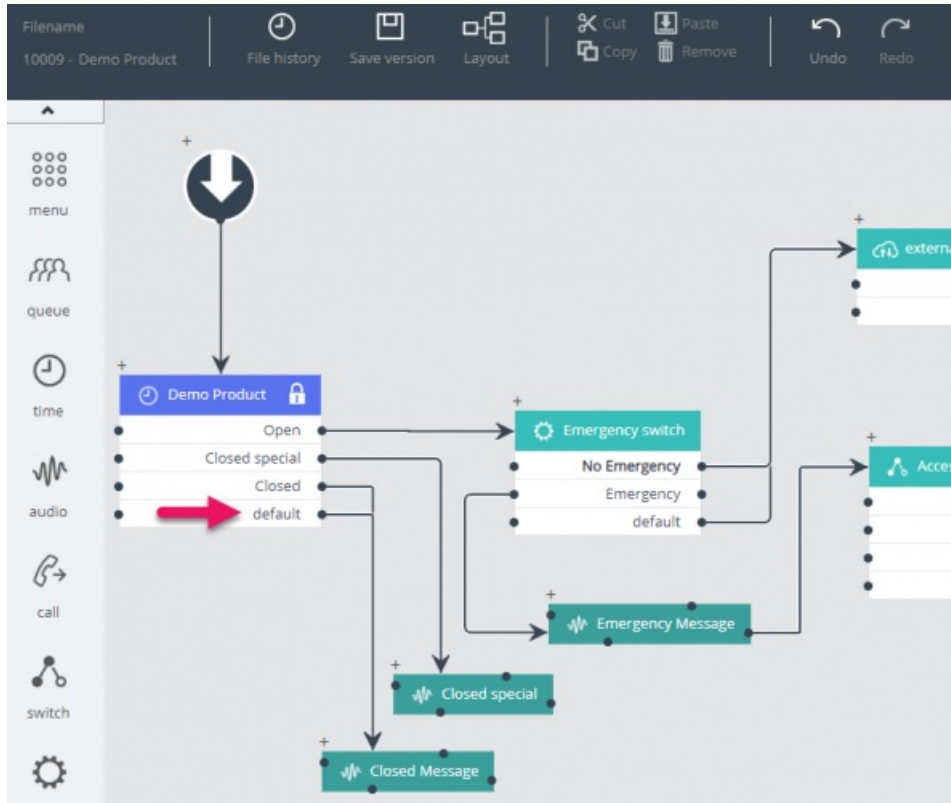 Filename
10009 - Demo Product
File history
Save version
Layout
Cut
Copy
Paste
Remove
Undo
Redo
menu
queue
time
audio
call
switch
Demo Product
Open
Closed special
Closed
default
Emergency switch
No Emergency
Emergency
default
Emergency Message
Closed special
Closed Message
externa
Acces